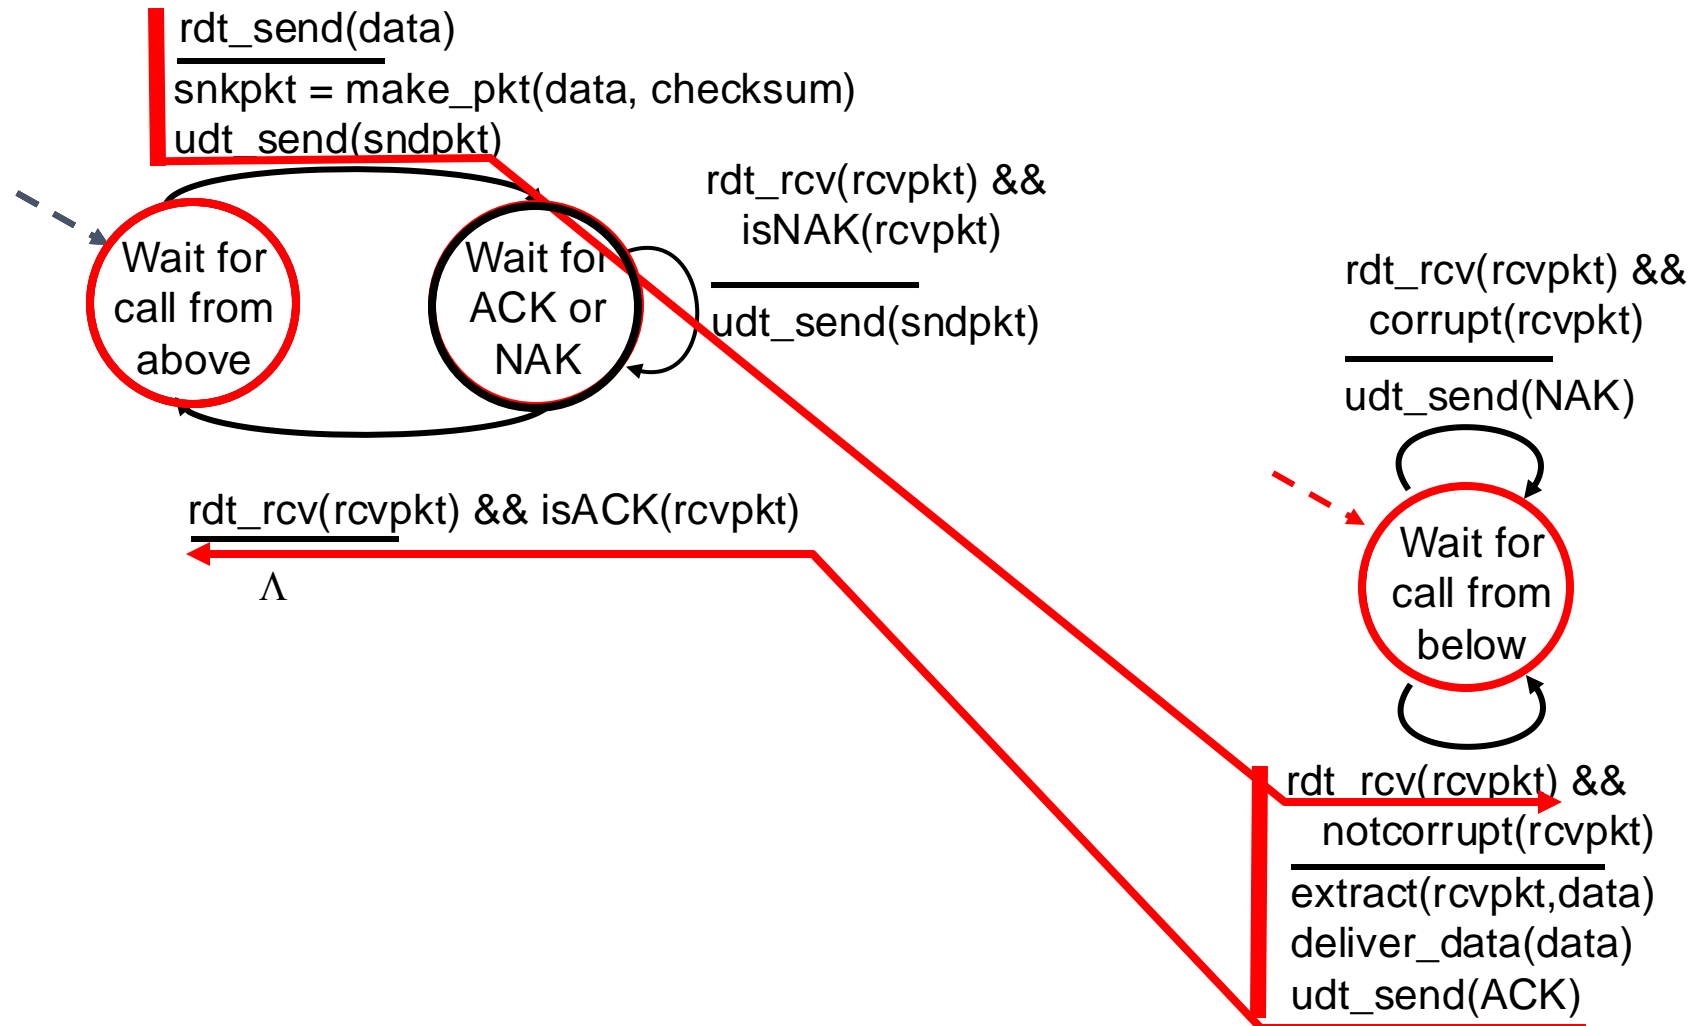 rdt_send(data)
snkpkt = make_pkt(data, checksum)
udt_send(sndpkt)
rdt_rcv(rcvpkt) &&
isNAK(rcvpkt)
udt_send(sndpkt)
Wait for
call from
above
Wait for
ACK or
NAK
rdt_rcv(rcvpkt) &&
corrupt(rcvpkt)
udt_send(NAK)
rdt_rcv(rcvpkt) && isACK(rcvpkt)
Λ
Wait for
call from
below
rdt_rcv(rcvpkt) &&
notcorrupt(rcvpkt)
extract(rcvpkt,data)
deliver_data(data)
udt_send(ACK)